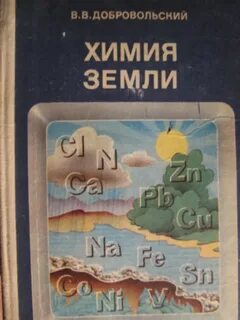 В.В.ДОБРОВОЛЬСКИЙ
ХИМИЯ
ЗЕМЛИ
Cl N Zn
Ca Pb Cu
Na Fe Sn
Co Ni V